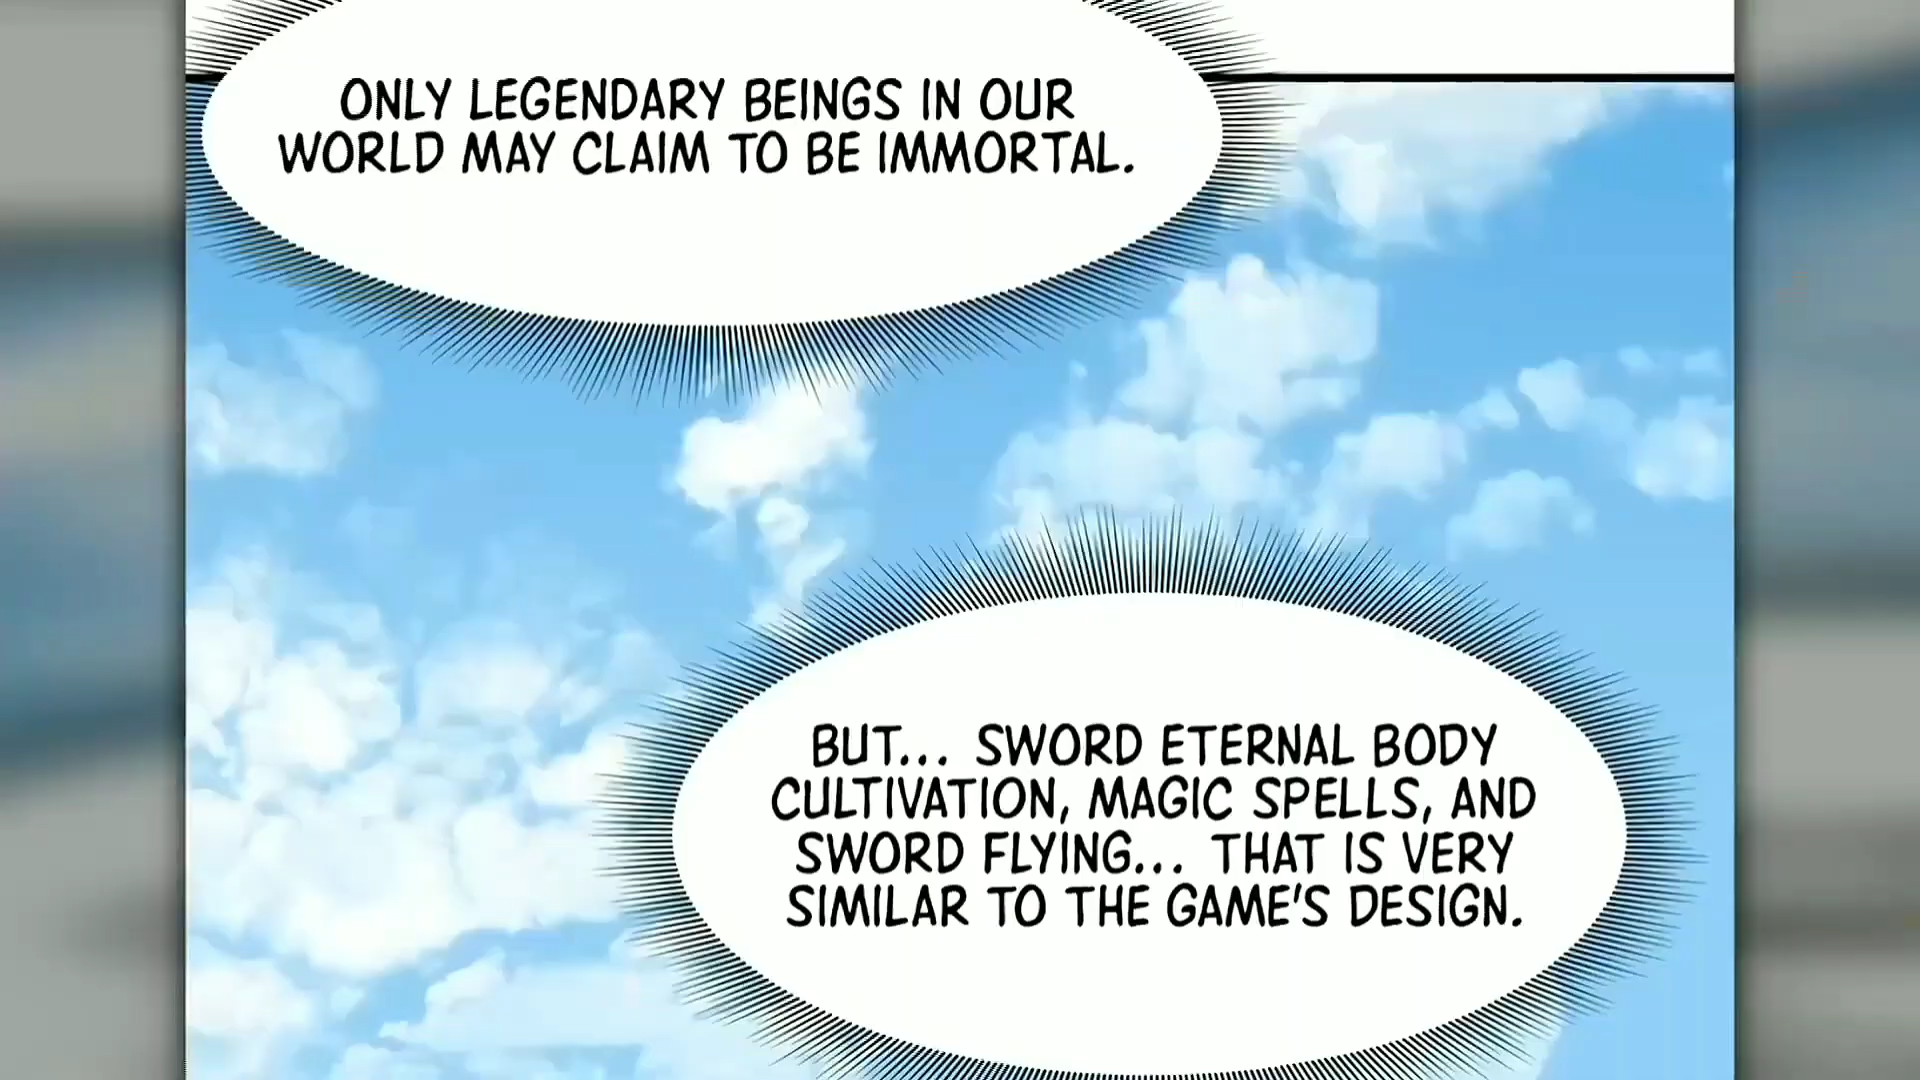 ONLY LEGENDARY BEINGS IN OUR
WORLD MAY CLAIM TO BE IMMORTAL.
BUT... SWORD ETERNAL BODY
CULTIVATION, MAGIC SPELLS, AND
SWORD FLYING... THAT IS VERY
SIMILAR TO THE GAME'S DESIGN.